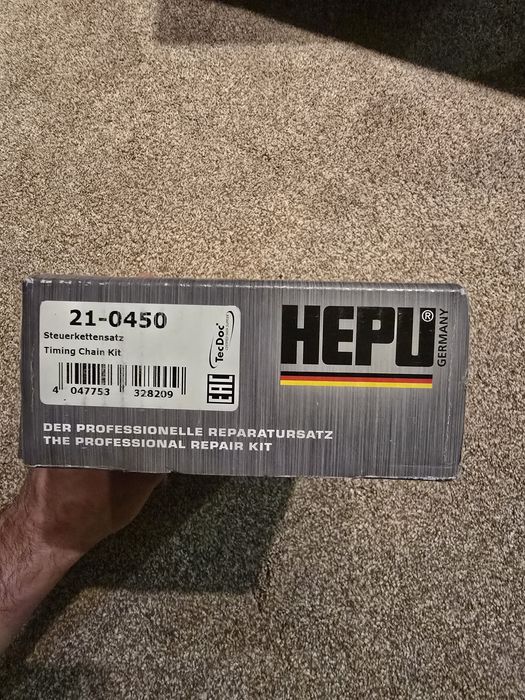 21-0450
Steuerkettensatz
Timing Chain Kit
4 047753 328209
TecDoc
EAC
HEPU®
GERMANY
DER PROFESSIONELLE REPARATURSATZ
THE PROFESSIONAL REPAIR KIT